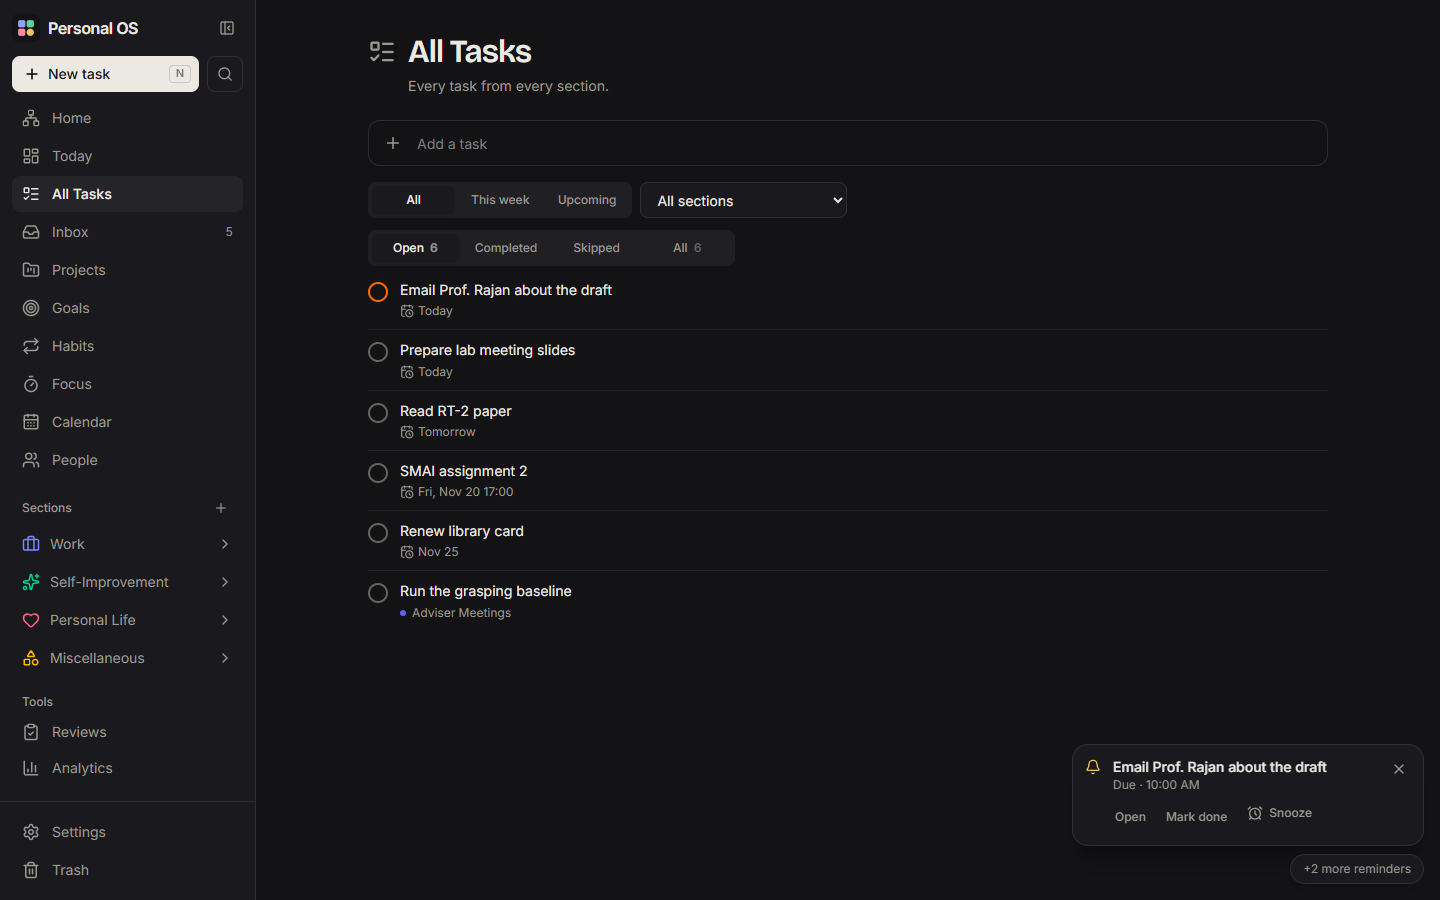 Personal OS
New task N
Home
Today
All Tasks
Inbox 5
Projects
Goals
Habits
Focus
Calendar
People
Sections
Work
Self-Improvement
Personal Life
Miscellaneous
Tools
Reviews
Analytics
Settings
Trash
All Tasks
Every task from every section.
Add a task
All This week Upcoming All sections
Open 6 Completed Skipped All 6
Email Prof. Rajan about the draft
Today
Prepare lab meeting slides
Today
Read RT-2 paper
Tomorrow
SMAI assignment 2
Fri, Nov 20 17:00
Renew library card
Nov 25
Run the grasping baseline
Adviser Meetings
Email Prof. Rajan about the draft
Due · 10:00 AM
Open Mark done Snooze
+2 more reminders